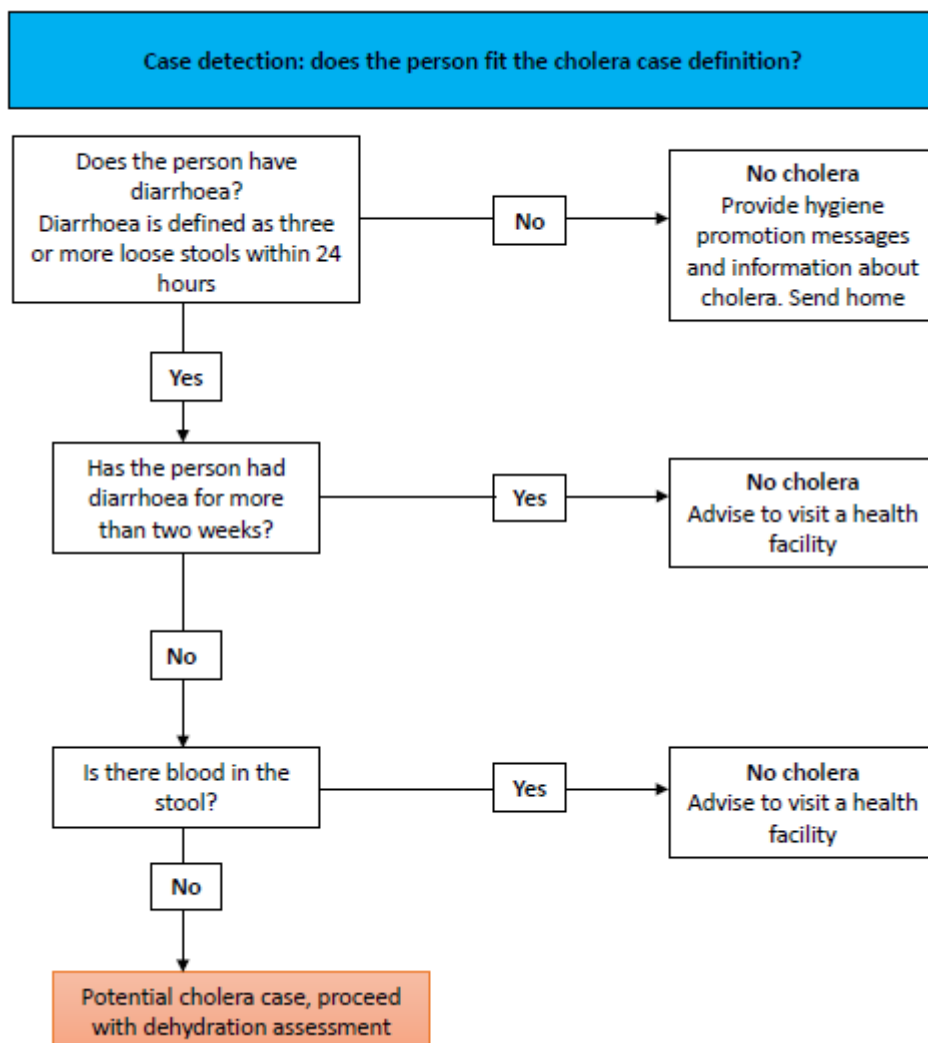 Case detection: does the person fit the cholera case definition?
Does the person have
diarrhoea?
Diarrhoea is defined as three
or more loose stools within 24
hours
No
No cholera
Provide hygiene
promotion messages
and information about
cholera. Send home
Yes
Has the person had
diarrhoea for more
than two weeks?
Yes
No cholera
Advise to visit a health
facility
No
Is there blood in the
stool?
Yes
No cholera
Advise to visit a health
facility
No
Potential cholera case, proceed
with dehydration assessment